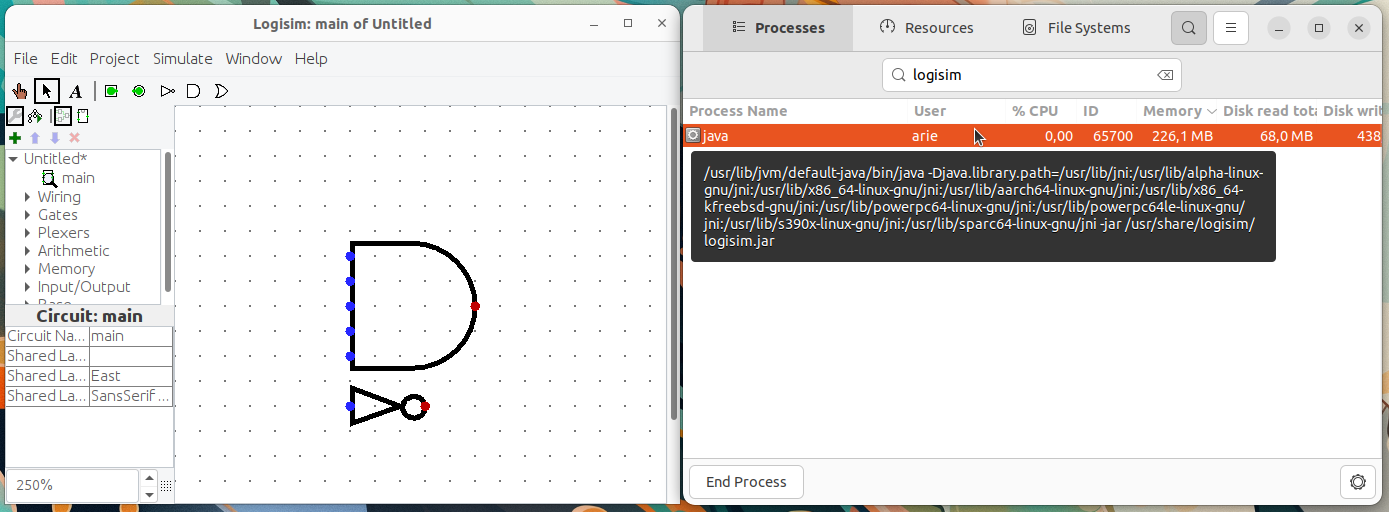 Logisim: main of Untitled
File Edit Project Simulate Window Help
A
Untitled*
main
Wiring
Gates
Plexers
Arithmetic
Memory
Input/Output
Base
Circuit: main
Circuit Na... main
Shared La...
Shared La... East
Shared La... SansSerif ...
250%
Processes Resources File Systems
logisim
Process Name User % CPU ID Memory Disk read tota Disk writ
java arie 0,00 65700 226,1 MB 68,0 MB 438
/usr/lib/jvm/default-java/bin/java -Djava.library.path=/usr/lib/jni:/usr/lib/alpha-linux-
gnu/jni:/usr/lib/x86_64-linux-gnu/jni:/usr/lib/aarch64-linux-gnu/jni:/usr/lib/x86_64-
kfreebsd-gnu/jni:/usr/lib/powerpc64-linux-gnu/jni:/usr/lib/powerpc64le-linux-gnu/
jni:/usr/lib/s390x-linux-gnu/jni:/usr/lib/sparc64-linux-gnu/jni -jar /usr/share/logisim/
logisim.jar
End Process